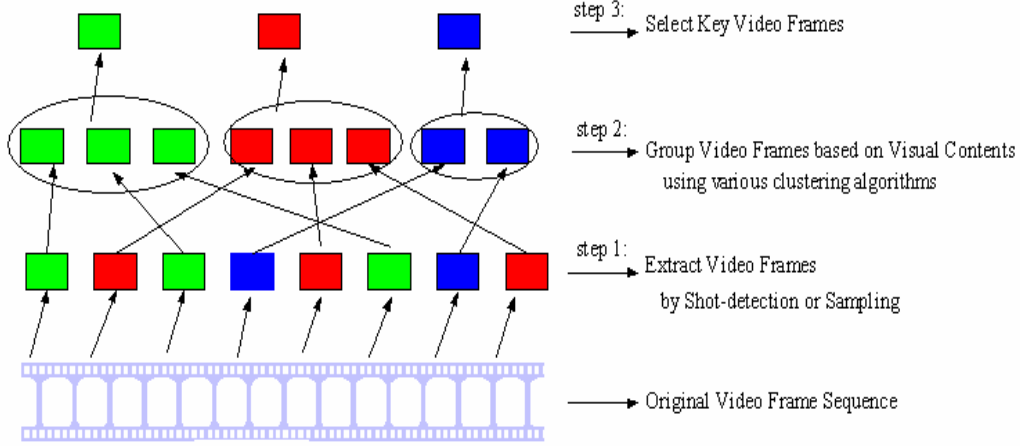 step 3:
Select Key Video Frames
step 2:
Group Video Frames based on Visual Contents
using various clustering algorithms
step 1:
Extract Video Frames
by Shot-detection or Sampling
Original Video Frame Sequence